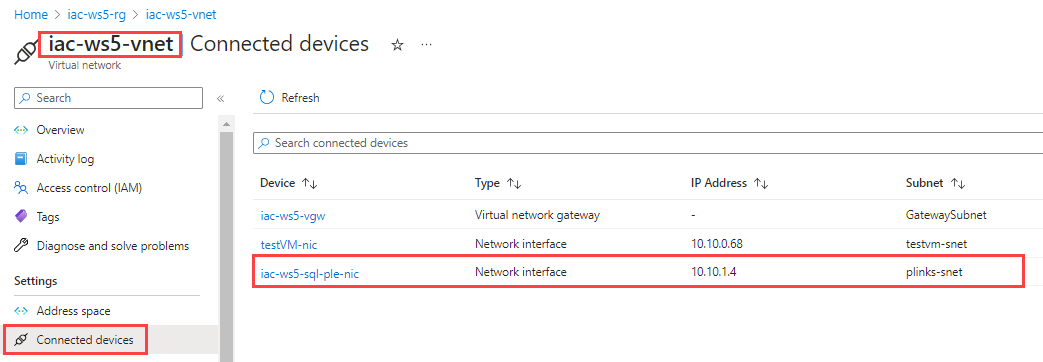 Home > iac-ws5-rg > iac-ws5-vnet
iac-ws5-vnet | Connected devices
Virtual network
Search
Refresh
Overview
Activity log
Access control (IAM)
Tags
Diagnose and solve problems
Settings
Address space
Connected devices
Search connected devices
Device Type IP Address Subnet
iac-ws5-vgw Virtual network gateway - GatewaySubnet
testVM-nic Network interface 10.10.0.68 testvm-snet
iac-ws5-sql-ple-nic Network interface 10.10.1.4 plinks-snet